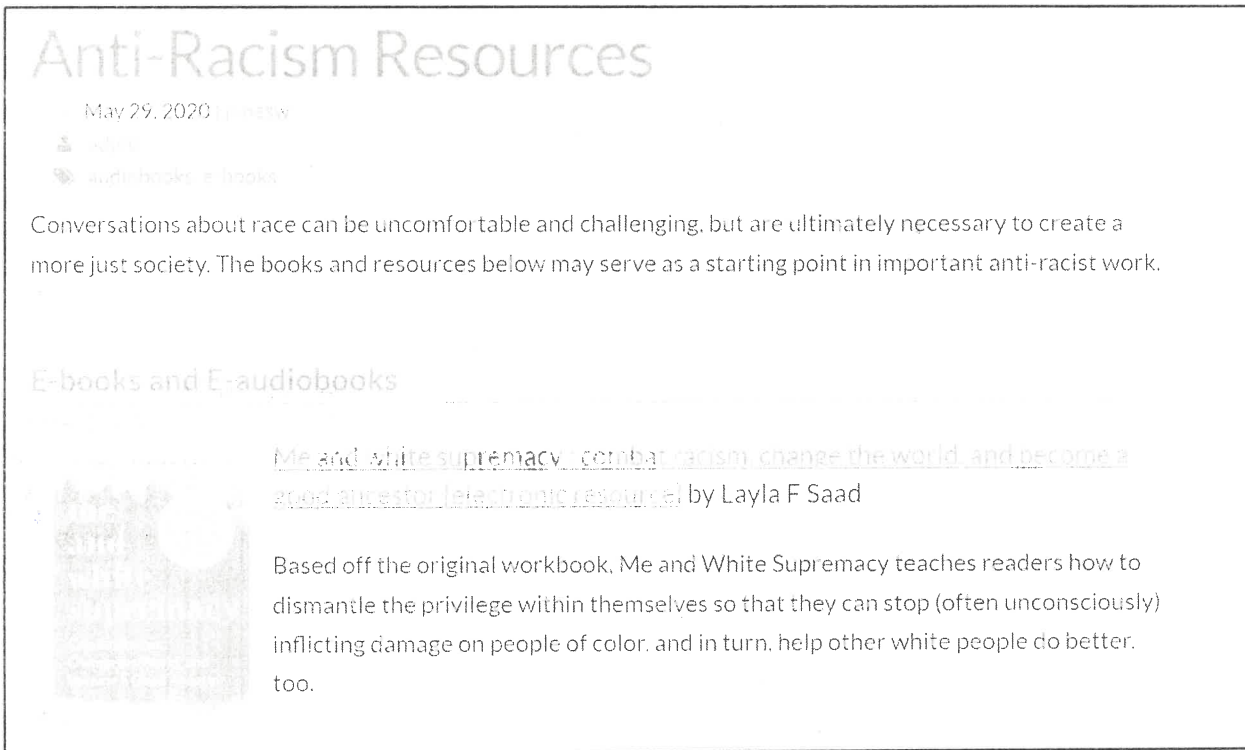 Anti-Racism Resources
May 29, 2020
audiobooks, e-books
Conversations about race can be uncomfortable and challenging, but are ultimately necessary to create a
more just society. The books and resources below may serve as a starting point in important anti-racist work.
E-books and E-audiobooks
Me and white supremacy : combat racism, change the world, and become a
good ancestor [electronic resource] by Layla F Saad
Based off the original workbook, Me and White Supremacy teaches readers how to
dismantle the privilege within themselves so that they can stop (often unconsciously)
inflicting damage on people of color, and in turn, help other white people do better,
too.